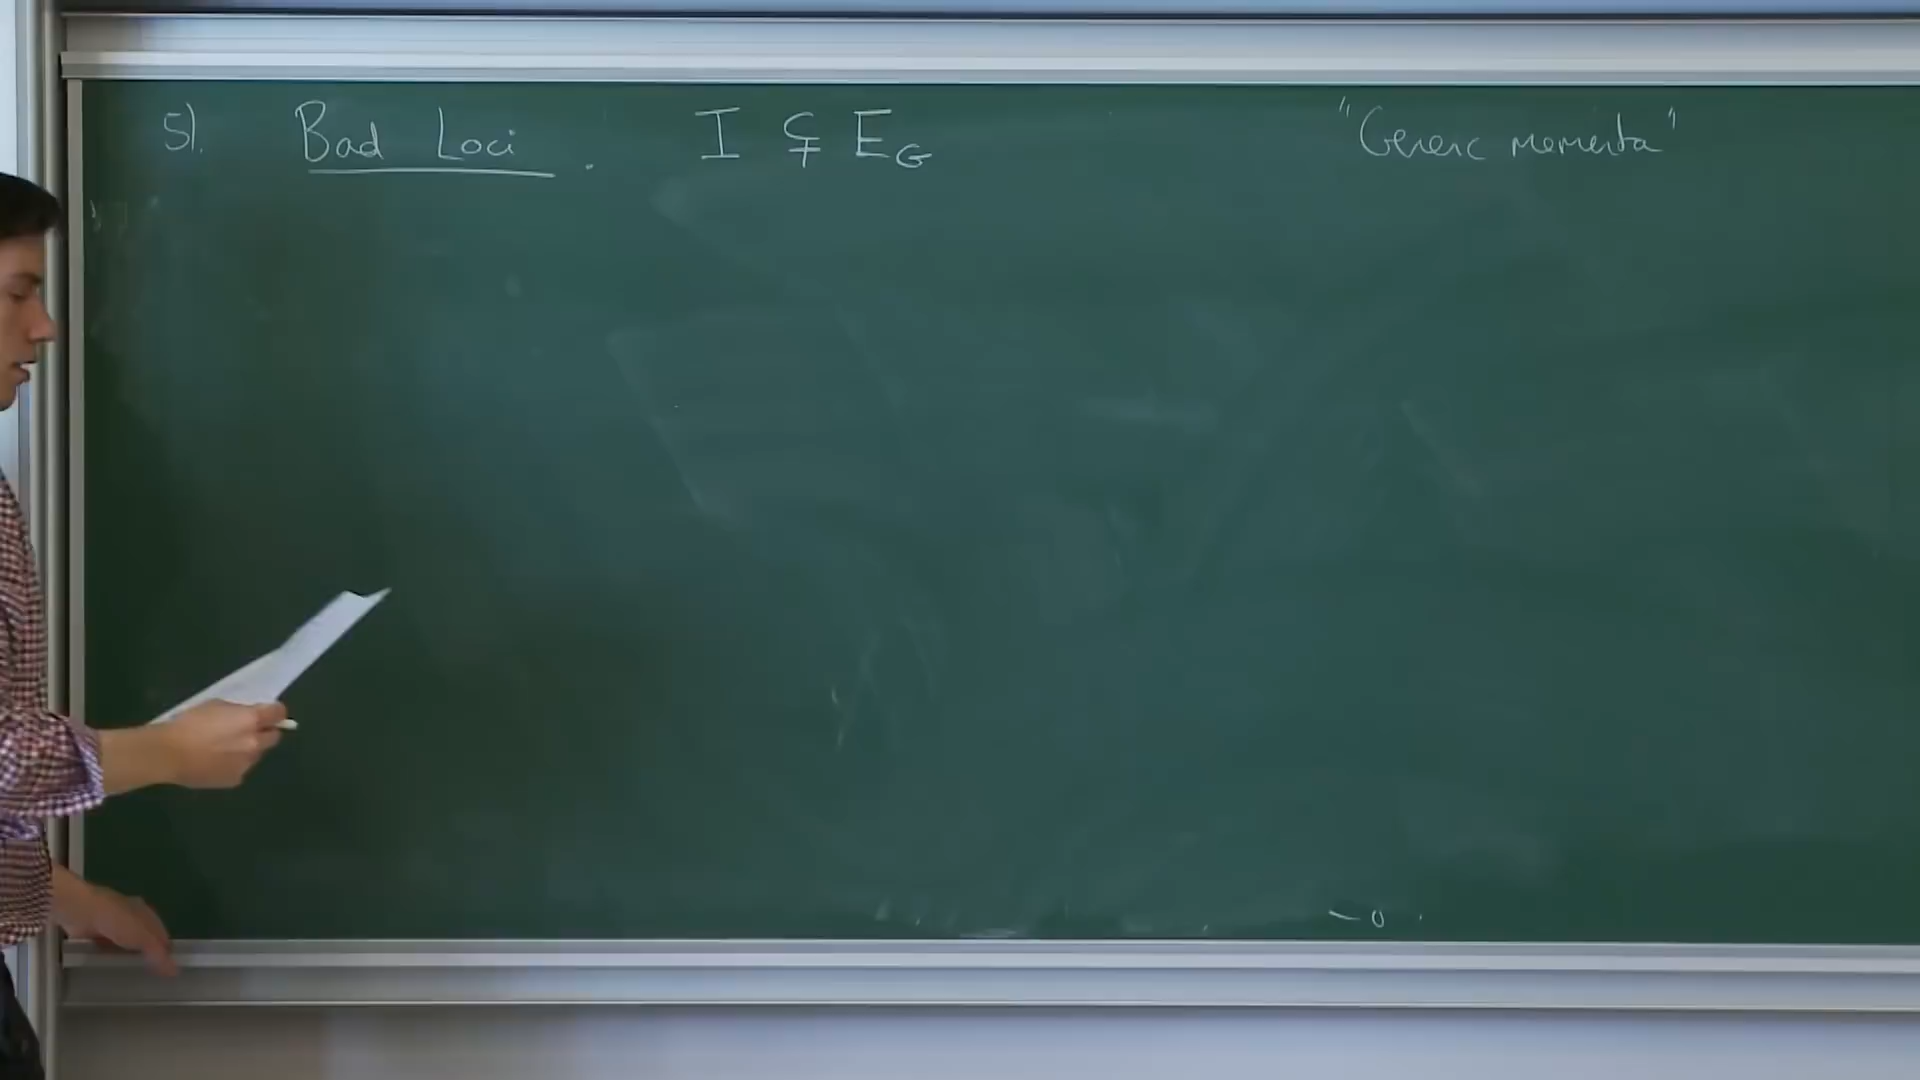 5). Bad Loci. I ⊊ E_G "Generic momenta"